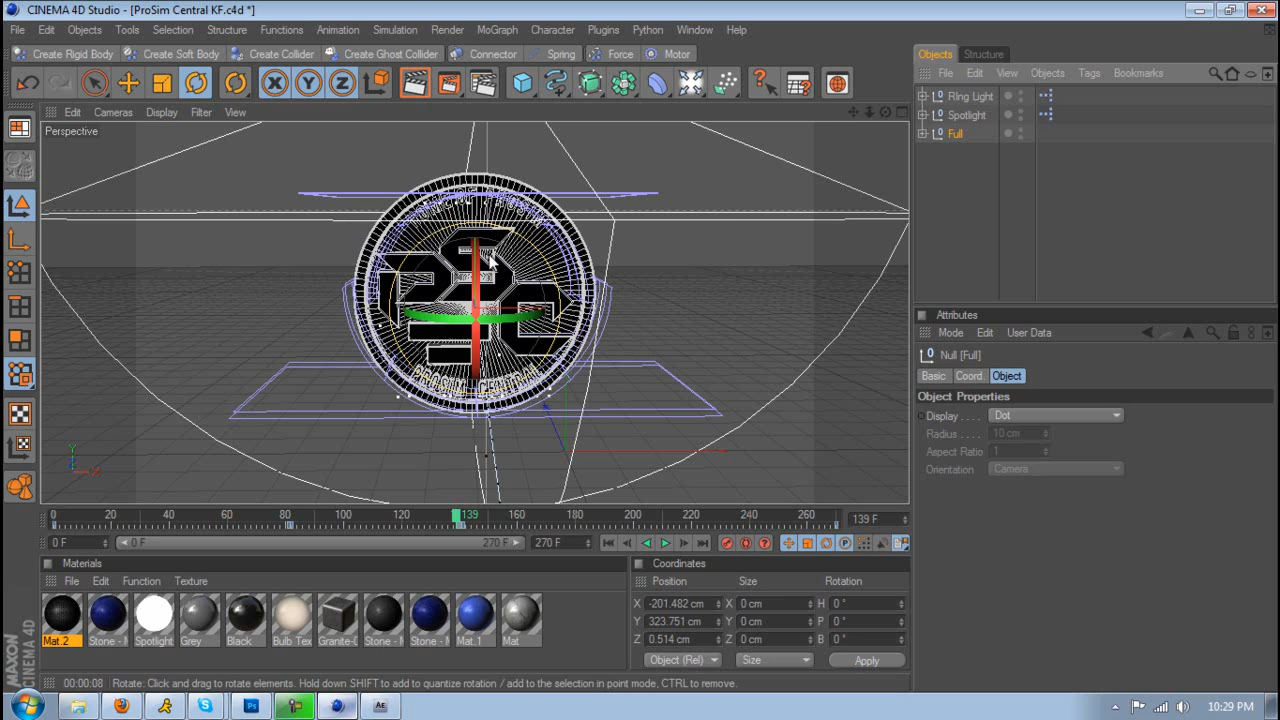 CINEMA 4D Studio - [ProSim Central KF.c4d *]
File Edit Objects Tools Selection Structure Functions Animation Simulation Render MoGraph Character Plugins Python Window Help
Create Rigid Body Create Soft Body Create Collider Create Ghost Collider Connector Spring Force Motor
Objects Structure
File Edit View Objects Tags Bookmarks
RIng Light
Spotlight
Full
Edit Cameras Display Filter View
Perspective
PROSIM CENTRAL
X Y Z
Attributes
Mode Edit User Data
Null [Full]
Basic Coord Object
Object Properties
Display Dot
Radius 10 cm
Aspect Ratio 1
Orientation Camera
0 20 40 60 80 100 120 139 160 180 200 220 240 260 139 F
0 F 0 F 270 F 270 F
Materials
File Edit Function Texture
Mat.2 Stone - Spotlight Grey Black Bulb Tex Granite- Stone - Stone - Mat.1 Mat
Coordinates
Position Size Rotation
X -201.482 cm X 0 cm H 0 °
Y 323.751 cm Y 0 cm P 0 °
Z 0.514 cm Z 0 cm B 0 °
Object (Rel) Size Apply
MAXON CINEMA 4D
00:00:08 Rotate: Click and drag to rotate elements. Hold down SHIFT to add to quantize rotation / add to the selection in point mode, CTRL to remove.
Ps
AE
10:29 PM